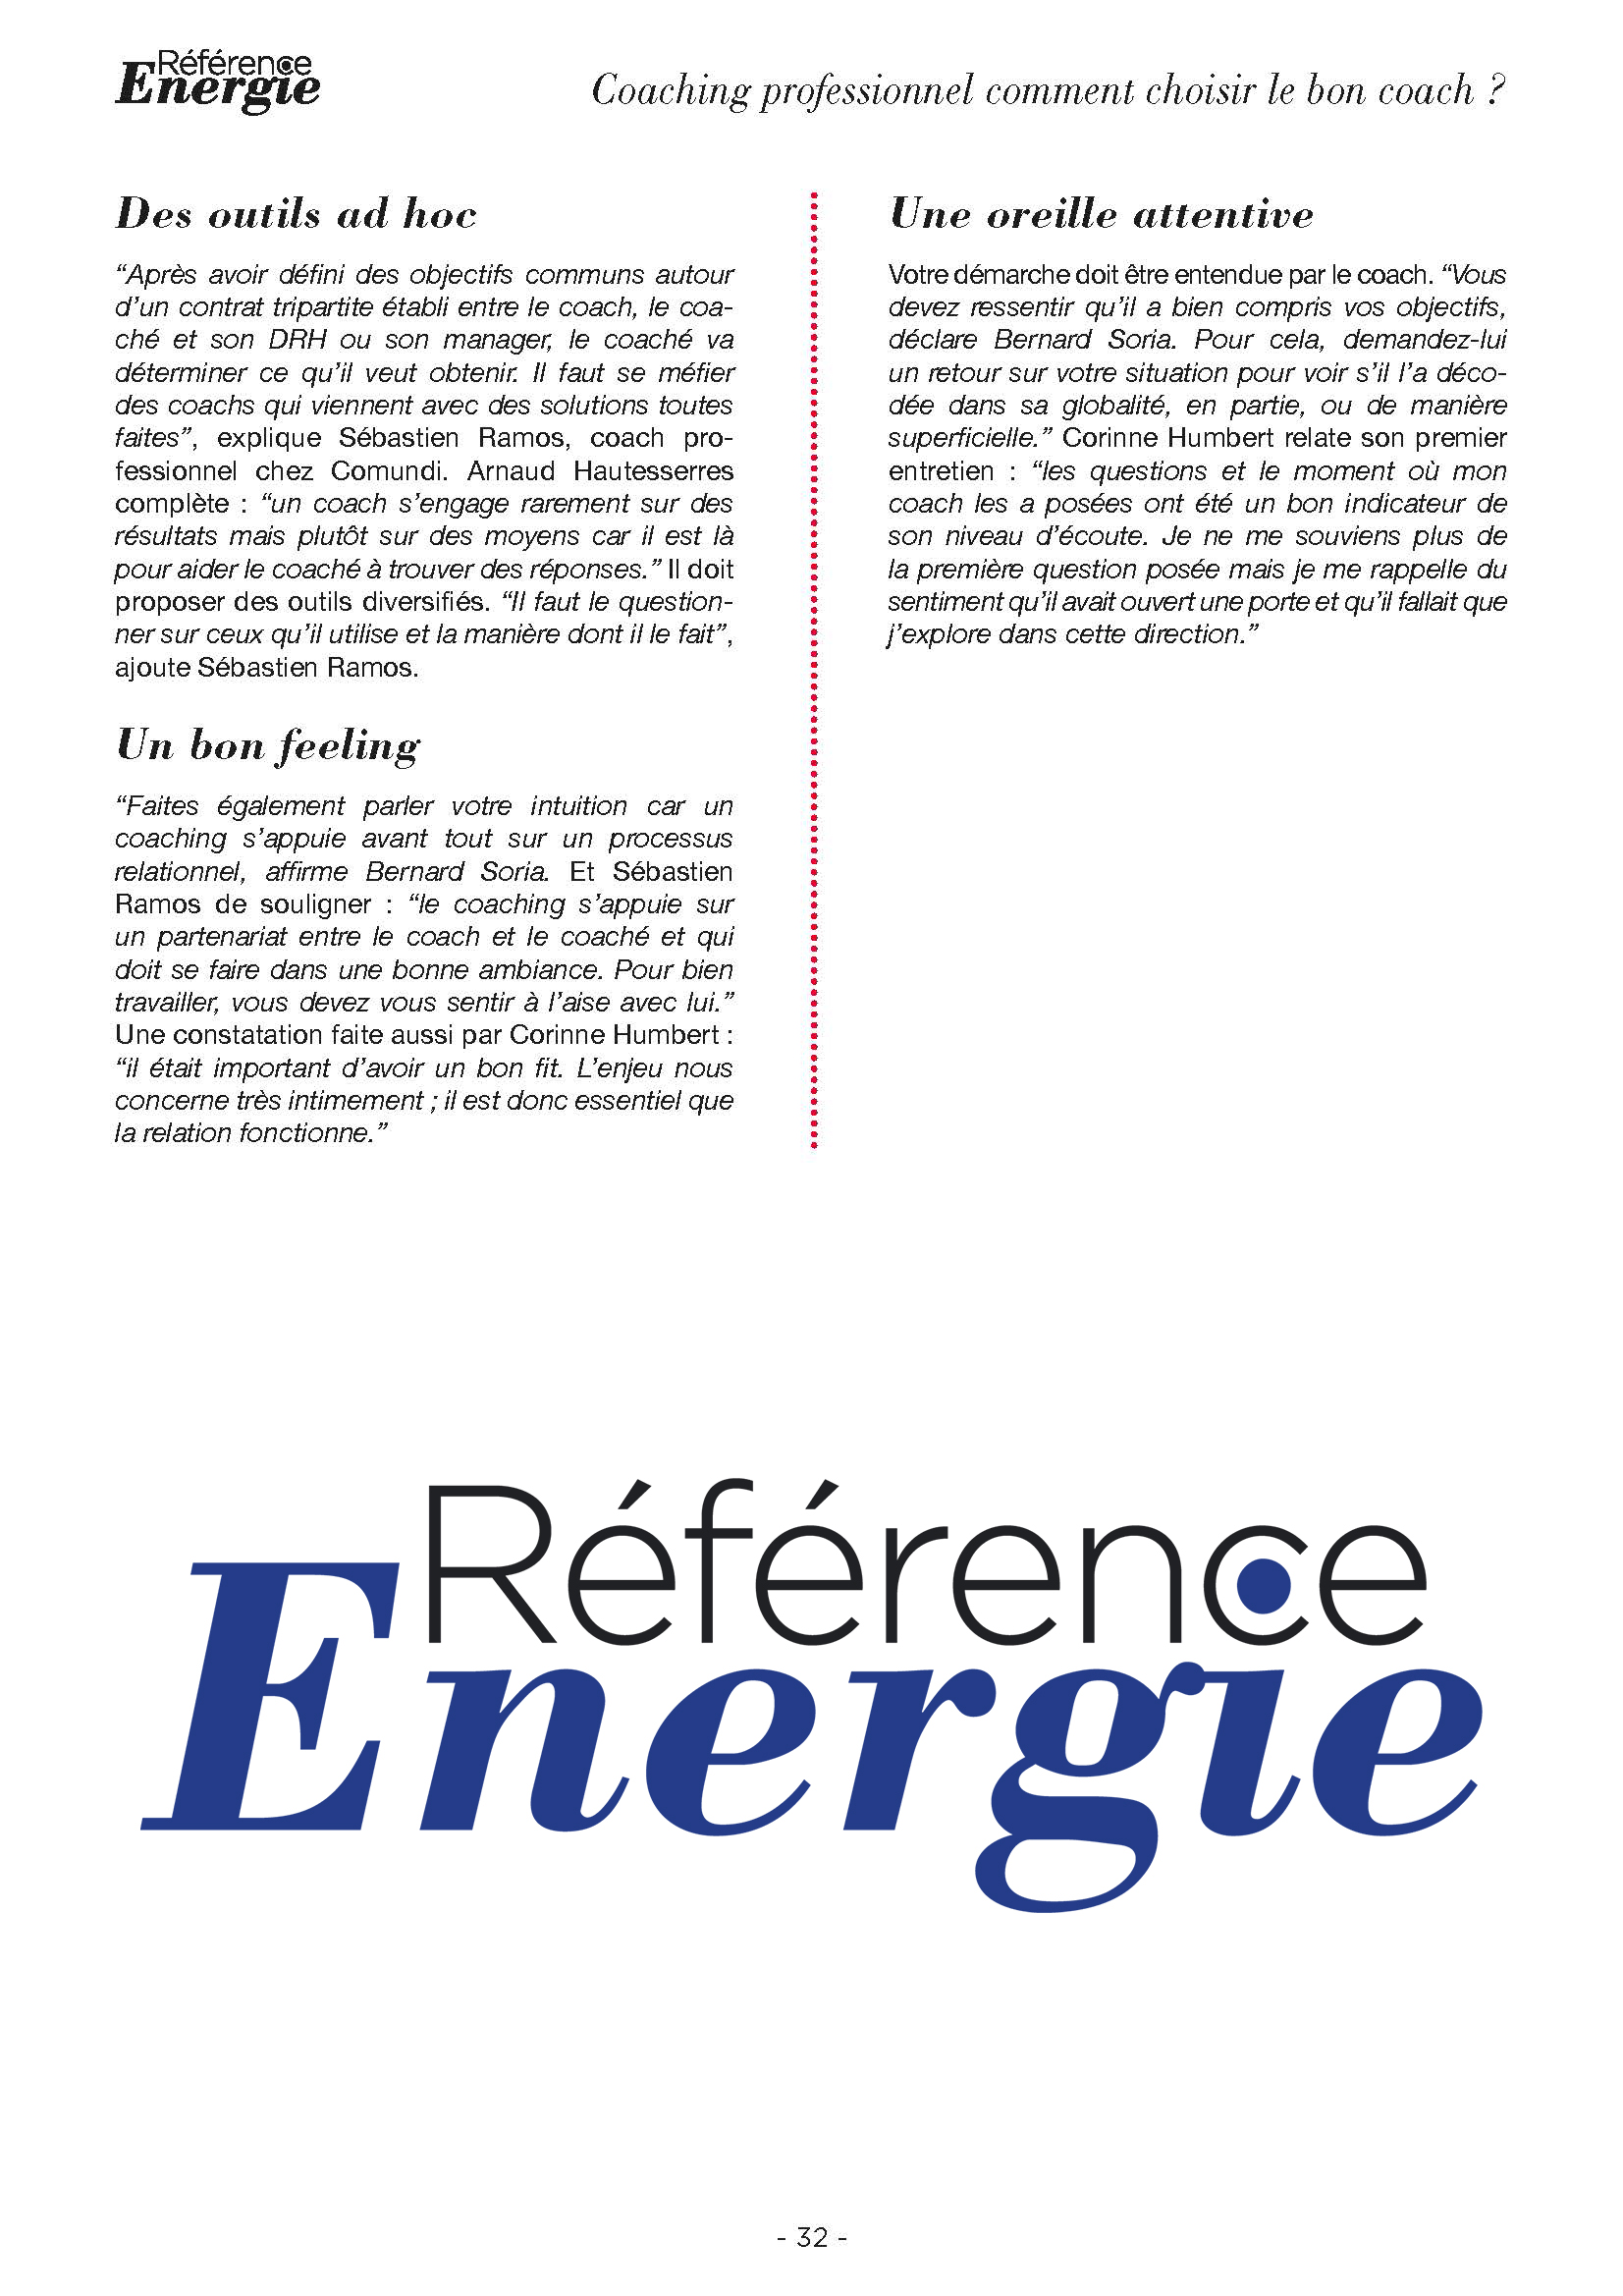 Référence
Energie
Coaching professionnel comment choisir le bon coach ?
Des outils ad hoc
“Après avoir défini des objectifs communs autour
d’un contrat tripartite établi entre le coach, le coa-
ché et son DRH ou son manager, le coaché va
déterminer ce qu’il veut obtenir. Il faut se méfier
des coachs qui viennent avec des solutions toutes
faites”, explique Sébastien Ramos, coach pro-
fessionnel chez Comundi. Arnaud Hautesserres
complète : “un coach s’engage rarement sur des
résultats mais plutôt sur des moyens car il est là
pour aider le coaché à trouver des réponses.” Il doit
proposer des outils diversifiés. “Il faut le question-
ner sur ceux qu’il utilise et la manière dont il le fait”,
ajoute Sébastien Ramos.
Un bon feeling
“Faites également parler votre intuition car un
coaching s’appuie avant tout sur un processus
relationnel, affirme Bernard Soria. Et Sébastien
Ramos de souligner : “le coaching s’appuie sur
un partenariat entre le coach et le coaché et qui
doit se faire dans une bonne ambiance. Pour bien
travailler, vous devez vous sentir à l’aise avec lui.”
Une constatation faite aussi par Corinne Humbert :
“il était important d’avoir un bon fit. L’enjeu nous
concerne très intimement ; il est donc essentiel que
la relation fonctionne.”
Une oreille attentive
Votre démarche doit être entendue par le coach. “Vous
devez ressentir qu’il a bien compris vos objectifs,
déclare Bernard Soria. Pour cela, demandez-lui
un retour sur votre situation pour voir s’il l’a déco-
dée dans sa globalité, en partie, ou de manière
superficielle.” Corinne Humbert relate son premier
entretien : “les questions et le moment où mon
coach les a posées ont été un bon indicateur de
son niveau d’écoute. Je ne me souviens plus de
la première question posée mais je me rappelle du
sentiment qu’il avait ouvert une porte et qu’il fallait que
j’explore dans cette direction.”
Référence
Energie
- 32 -